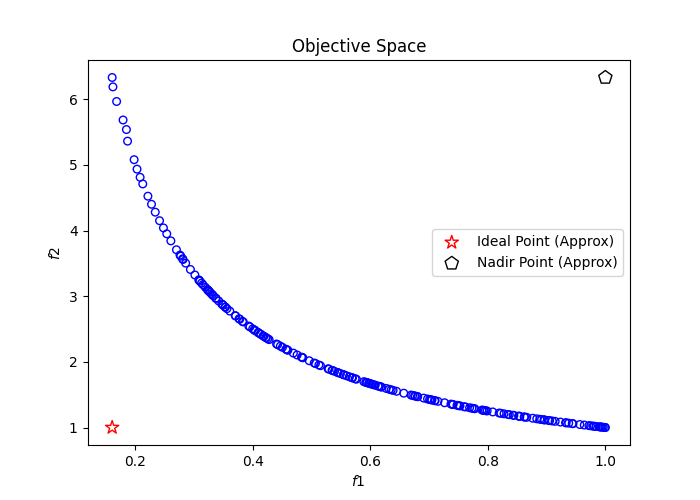 Objective Space
6
5
4
3
2
1
f2
Ideal Point (Approx)
Nadir Point (Approx)
0.2
0.4
0.6
0.8
1.0
f1